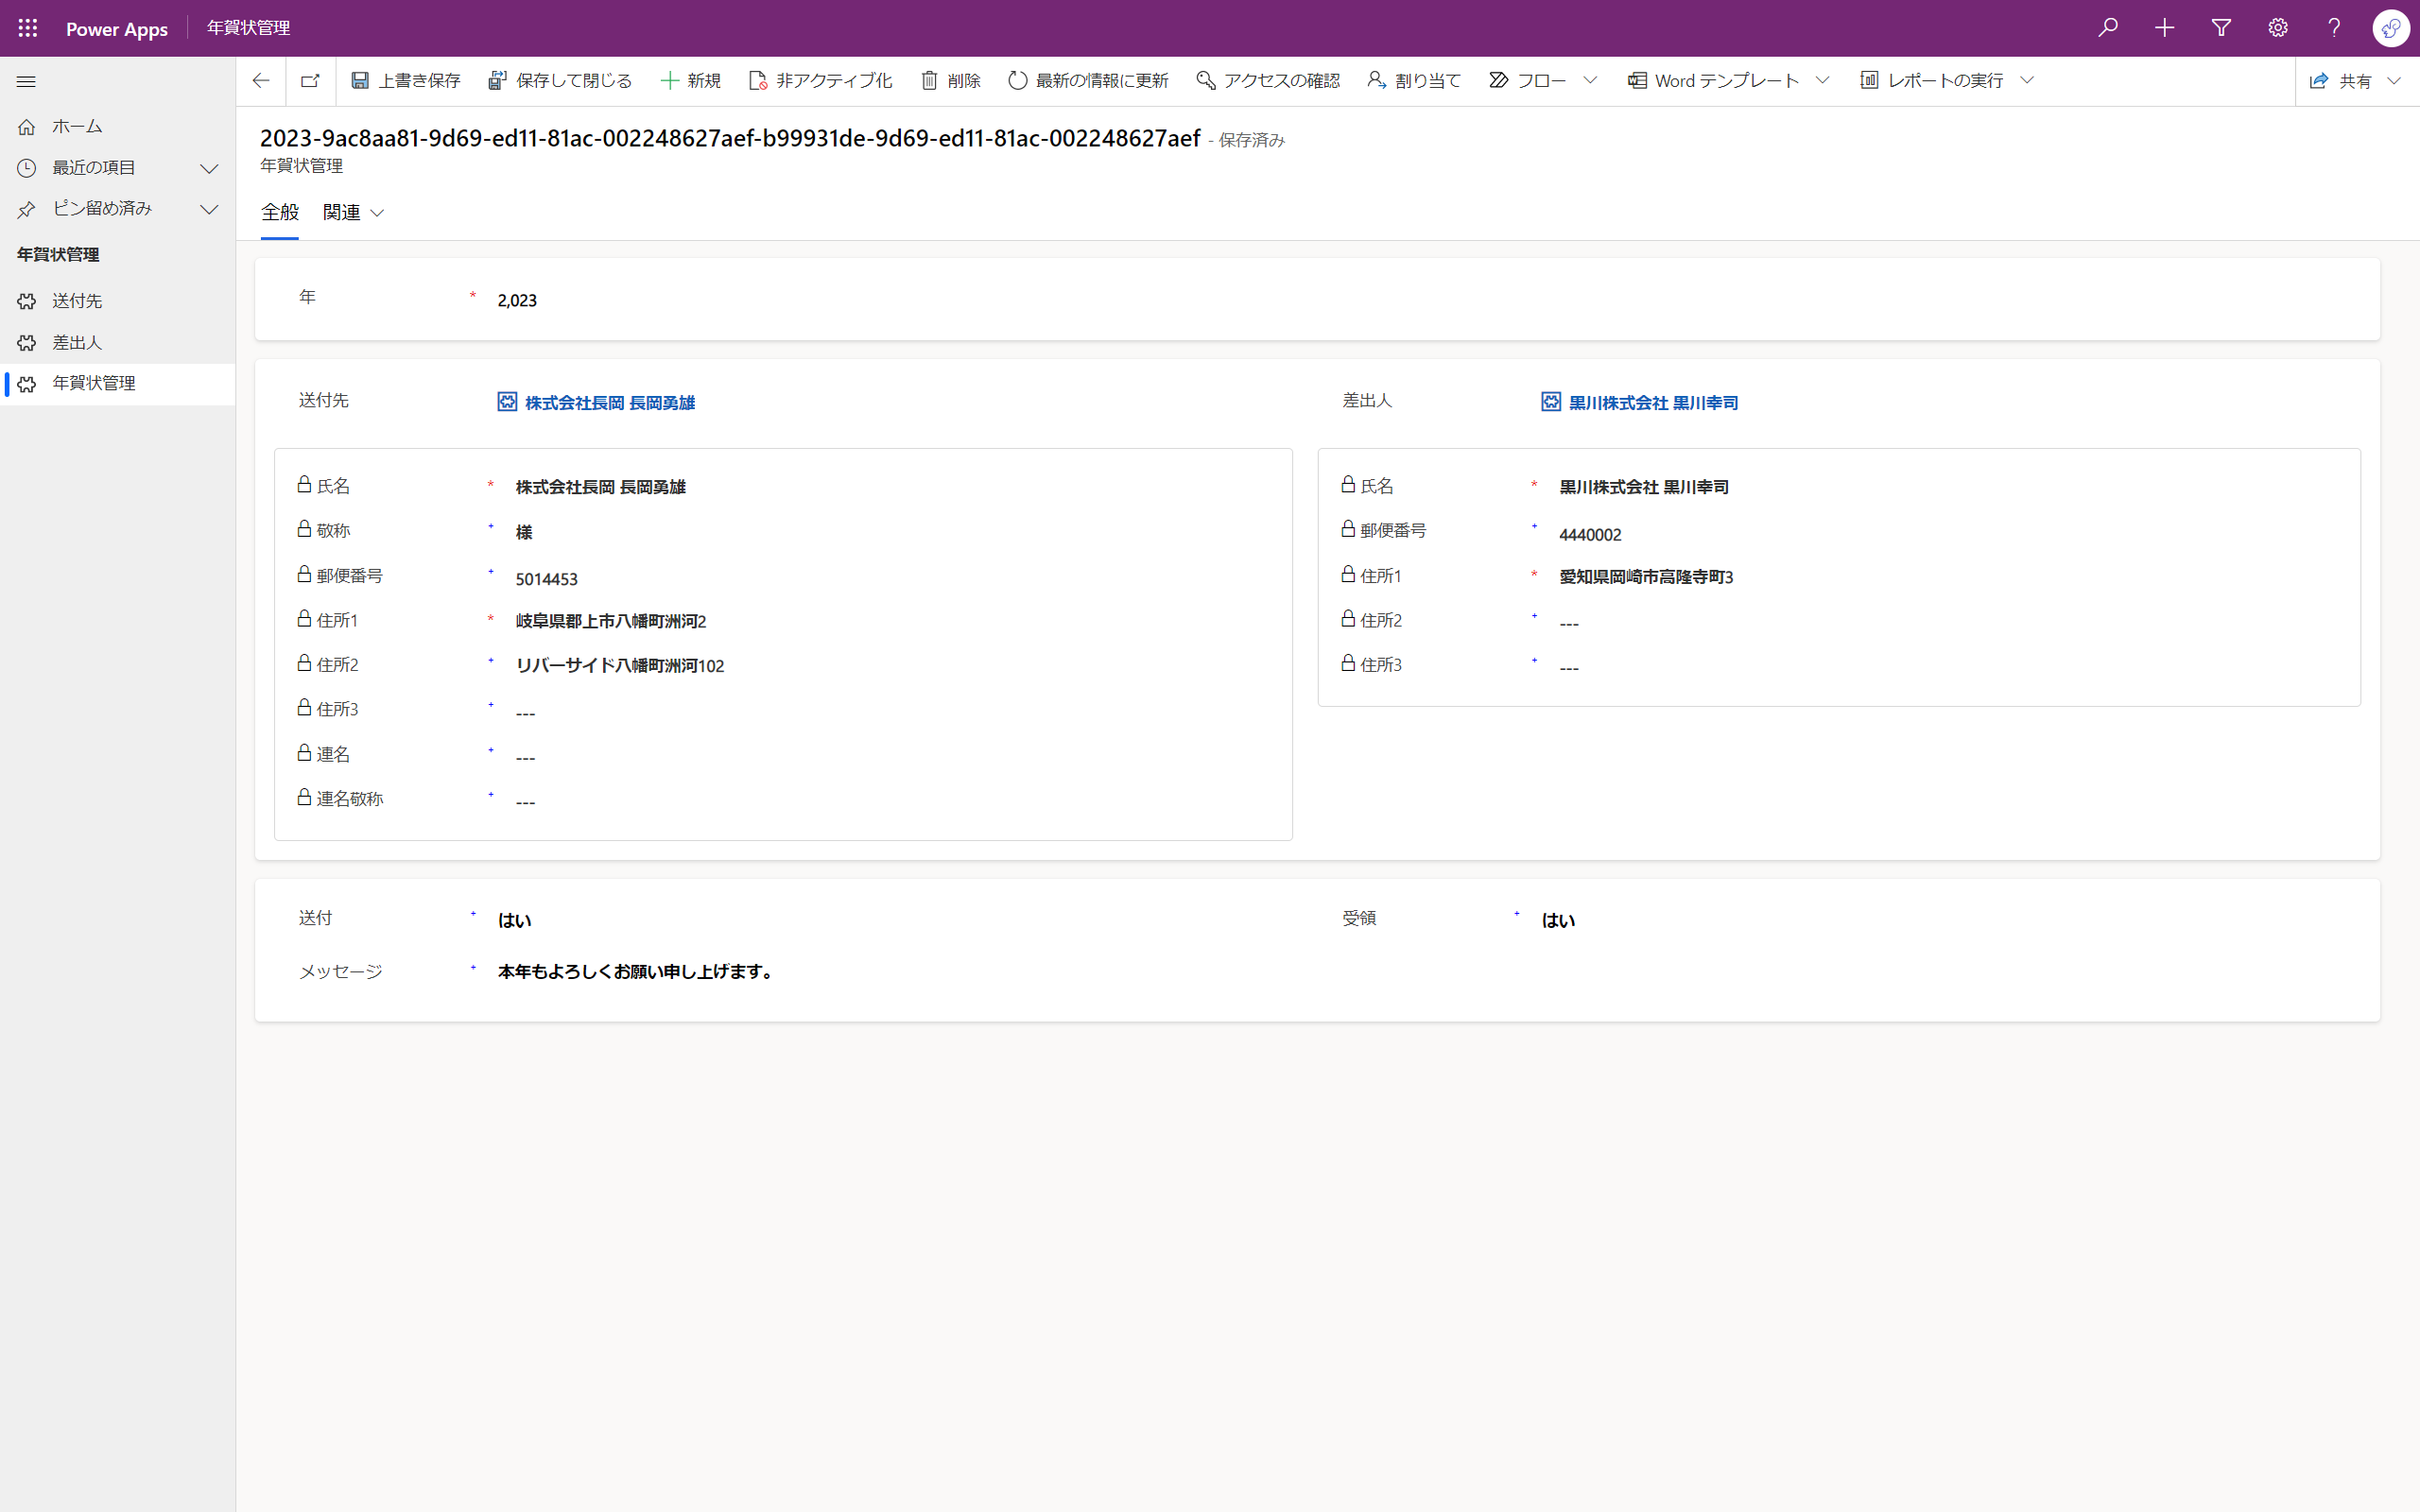 Power Apps 年賀状管理
上書き保存 保存して閉じる 新規 非アクティブ化 削除 最新の情報に更新 アクセスの確認 割り当て フロー Word テンプレート レポートの実行 共有
ホーム
最近の項目
ピン留め済み
年賀状管理
送付先
差出人
年賀状管理
2023-9ac8aa81-9d69-ed11-81ac-002248627aef-b99931de-9d69-ed11-81ac-002248627aef - 保存済み
年賀状管理
全般 関連
年 * 2,023
送付先 株式会社長岡 長岡勇雄
氏名 * 株式会社長岡 長岡勇雄
敬称 + 様
郵便番号 + 5014453
住所1 * 岐阜県郡上市八幡町洲河2
住所2 + リバーサイド八幡町洲河102
住所3 + ---
連名 + ---
連名敬称 + ---
差出人 黒川株式会社 黒川幸司
氏名 * 黒川株式会社 黒川幸司
郵便番号 + 4440002
住所1 * 愛知県岡崎市高隆寺町3
住所2 + ---
住所3 + ---
送付 + はい
受領 + はい
メッセージ + 本年もよろしくお願い申し上げます。